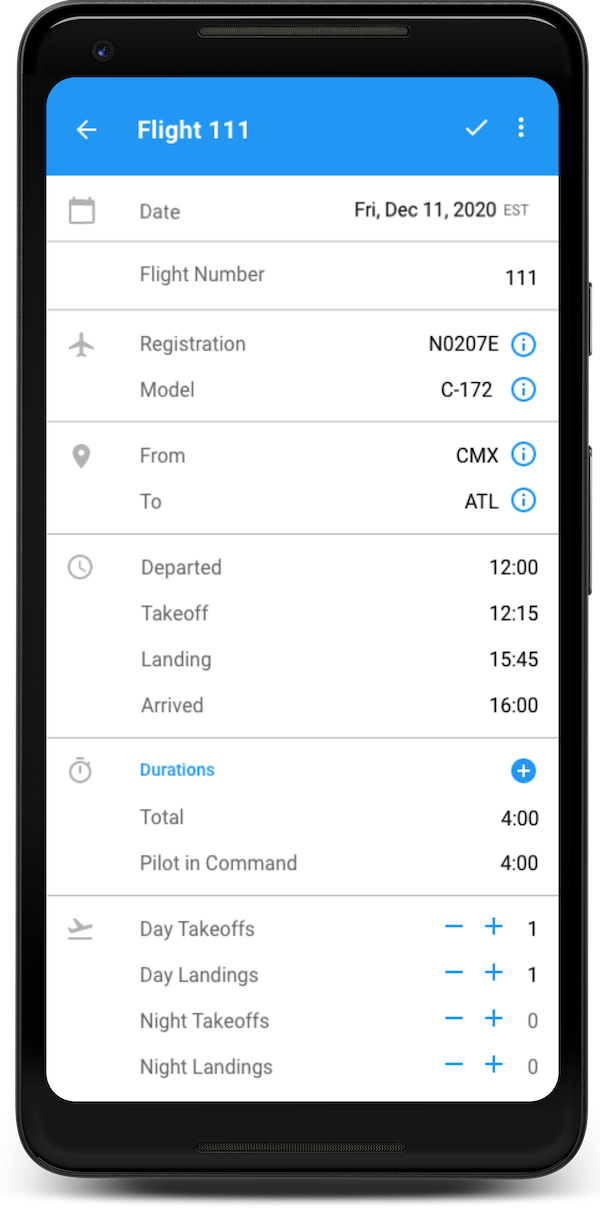 Flight 111
Date Fri, Dec 11, 2020 EST
Flight Number 111
Registration N0207E
Model C-172
From CMX
To ATL
Departed 12:00
Takeoff 12:15
Landing 15:45
Arrived 16:00
Durations
Total 4:00
Pilot in Command 4:00
Day Takeoffs 1
Day Landings 1
Night Takeoffs 0
Night Landings 0